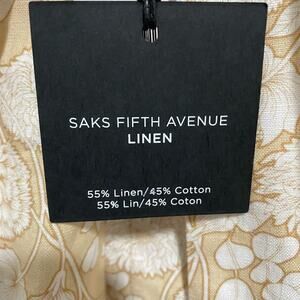 SAKS FIFTH AVENUE
LINEN
55% Linen/45% Cotton
55% Lin/45% Coton